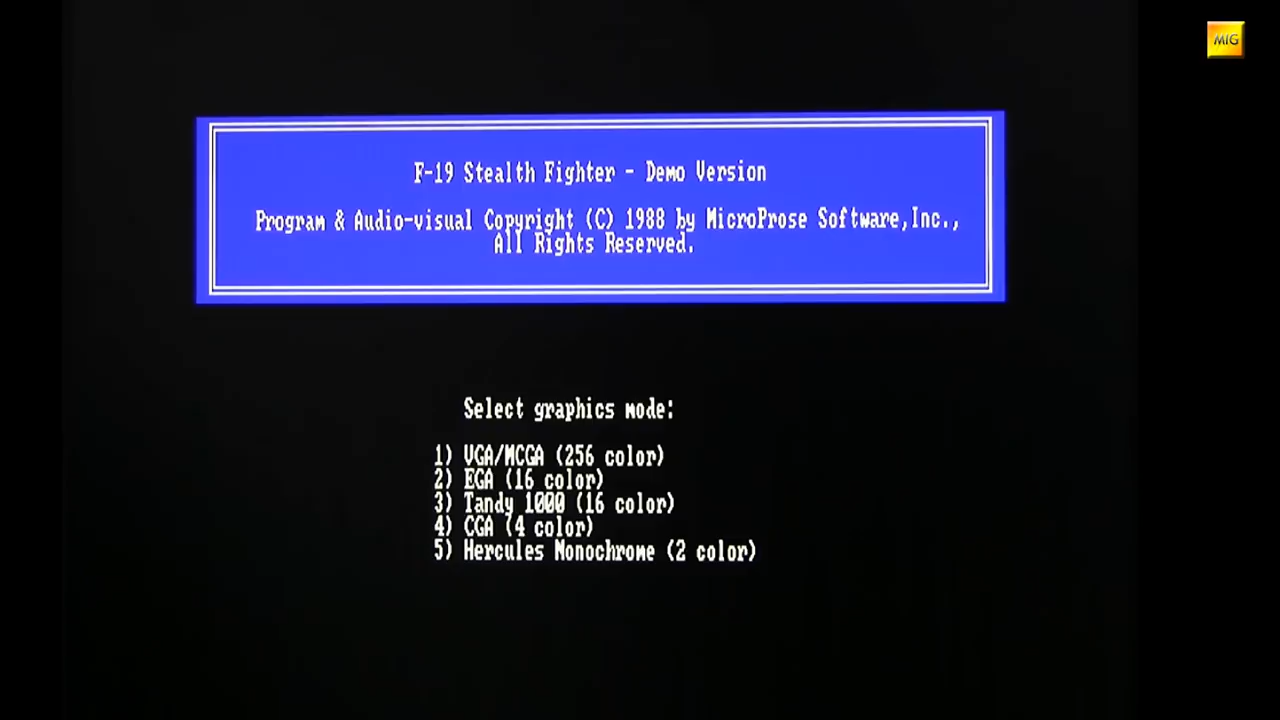 MIG
F-19 Stealth Fighter - Demo Version
Program & Audio-visual Copyright (C) 1988 by MicroProse Software,Inc.,
All Rights Reserved.
Select graphics mode:
1) VGA/MCGA (256 color)
2) EGA (16 color)
3) Tandy 1000 (16 color)
4) CGA (4 color)
5) Hercules Monochrome (2 color)